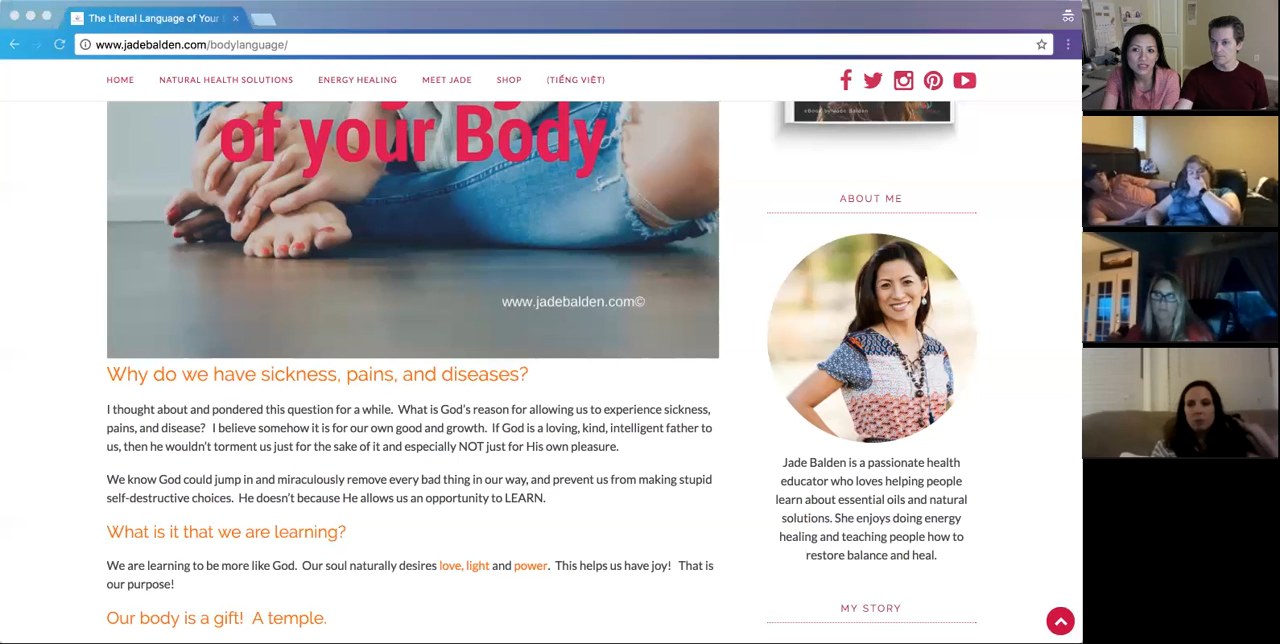 The Literal Language of Your
www.jadebalden.com/bodylanguage/
HOME NATURAL HEALTH SOLUTIONS ENERGY HEALING MEET JADE SHOP (TIẾNG VIỆT)
of your Body
www.jadebalden.com©
Why do we have sickness, pains, and diseases?
I thought about and pondered this question for a while. What is God's reason for allowing us to experience sickness,
pains, and disease? I believe somehow it is for our own good and growth. If God is a loving, kind, intelligent father to
us, then he wouldn't torment us just for the sake of it and especially NOT just for His own pleasure.
We know God could jump in and miraculously remove every bad thing in our way, and prevent us from making stupid
self-destructive choices. He doesn't because He allows us an opportunity to LEARN.
What is it that we are learning?
We are learning to be more like God. Our soul naturally desires love, light and power. This helps us have joy! That is
our purpose!
Our body is a gift! A temple.
eBook by Jade Balden
ABOUT ME
Jade Balden is a passionate health
educator who loves helping people
learn about essential oils and natural
solutions. She enjoys doing energy
healing and teaching people how to
restore balance and heal.
MY STORY